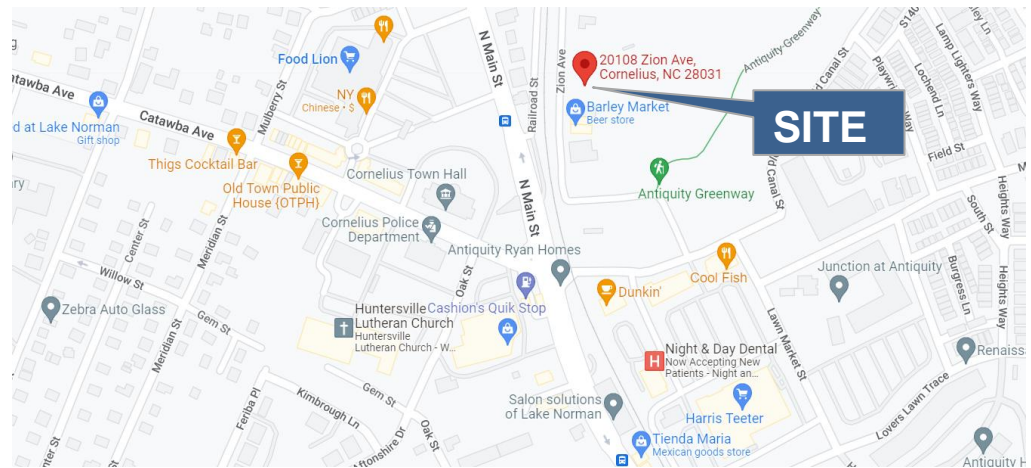 Catawba Ave
Food Lion
NY
Chinese • $
Mulberry St
N Main St
Railroad St
Zion Ave
20108 Zion Ave,
Cornelius, NC 28031
Barley Market
Beer store
SITE
Antiquity Greenway
Canal St
Lamp Lighters Way
Lochend Ln
Field St
d at Lake Norman
Gift shop
Catawba Ave
Thigs Cocktail Bar
Old Town Public
House {OTPH}
Cornelius Town Hall
Cornelius Police
Department
N Main St
Antiquity Greenway
Canal St
South St
Heights Way
Burgess Ln
Heights Way
Center St
Meridian St
Willow St
Oak St
Antiquity Ryan Homes
Cool Fish
Dunkin'
Junction at Antiquity
Zebra Auto Glass
Gem St
Meridian St
Huntersville
Lutheran Church
Huntersville
Lutheran Church - W...
Cashion's Quik Stop
Lawn Market St
Night & Day Dental
Now Accepting New
Patients - Night an...
Renaiss
Gem St
Kimbrough Ln
Feriba Pl
Oak St
Salon solutions
of Lake Norman
Harris Teeter
Lovers Lawn Trace
Tienda Maria
Mexican goods store
Antiquity H